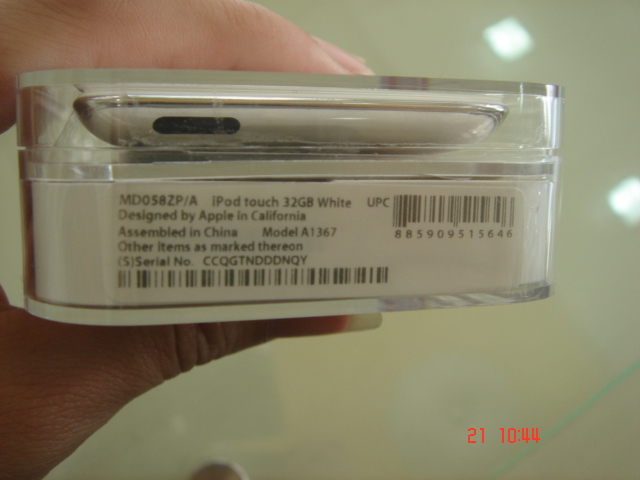 MD058ZP/A iPod touch 32GB White UPC
Designed by Apple in California
Assembled in China Model A1367
885909515646
Other items as marked thereon
(S)Serial No. CCQGTNDDDNQY
21 10:44